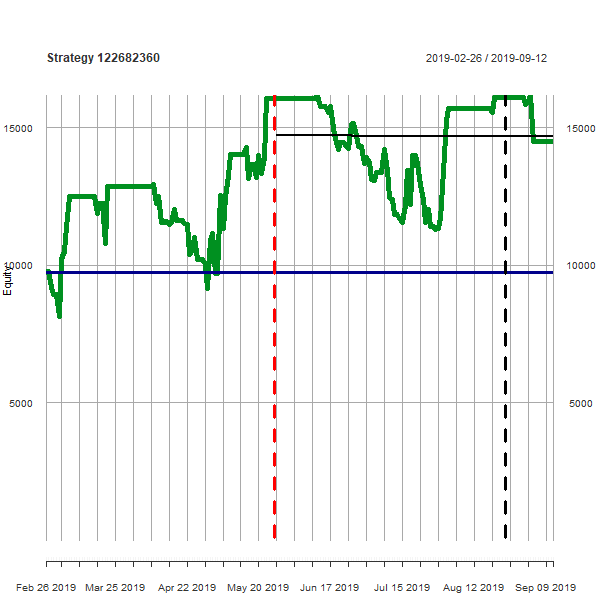 Strategy 122682360
2019-02-26 / 2019-09-12
15000
15000
10000
10000
Equity
5000
5000
Feb 26 2019
Mar 25 2019
Apr 22 2019
May 20 2019
Jun 17 2019
Jul 15 2019
Aug 12 2019
Sep 09 2019